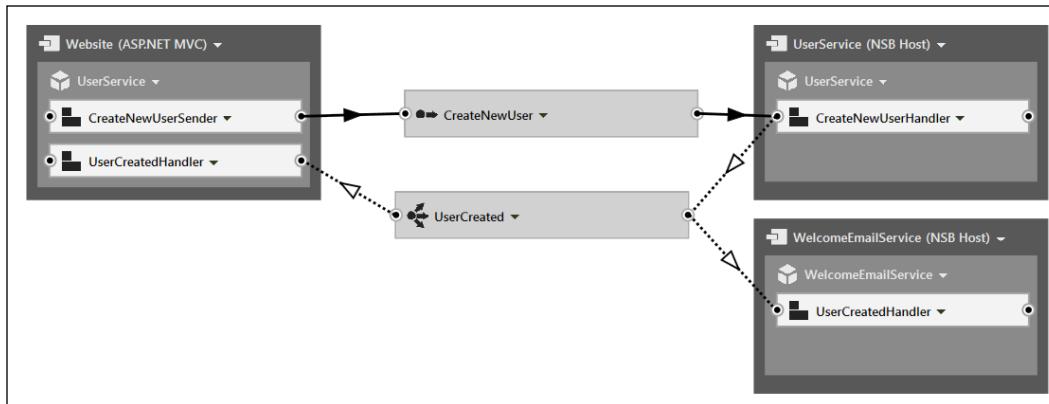 Website (ASP.NET MVC)
UserService
CreateNewUserSender
UserCreatedHandler
CreateNewUser
UserCreated
UserService (NSB Host)
UserService
CreateNewUserHandler
WelcomeEmailService (NSB Host)
WelcomeEmailService
UserCreatedHandler